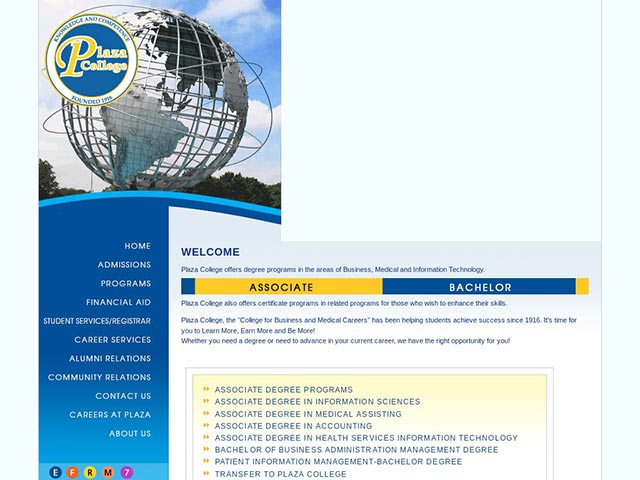 KNOWLEDGE AND COMPETENCE
Plaza
College
FOUNDED 1916
HOME
ADMISSIONS
PROGRAMS
FINANCIAL AID
STUDENT SERVICES/REGISTRAR
CAREER SERVICES
ALUMNI RELATIONS
COMMUNITY RELATIONS
CONTACT US
CAREERS AT PLAZA
ABOUT US
E F R M 7
WELCOME
Plaza College offers degree programs in the areas of Business, Medical and Information Technology.
ASSOCIATE BACHELOR
Plaza College also offers certificate programs in related programs for those who wish to enhance their skills.
Plaza College, the "College for Business and Medical Careers" has been helping students achieve success since 1916. It's time for
you to Learn More, Earn More and Be More!
Whether you need a degree or need to advance in your current career, we have the right opportunity for you!
ASSOCIATE DEGREE PROGRAMS
ASSOCIATE DEGREE IN INFORMATION SCIENCES
ASSOCIATE DEGREE IN MEDICAL ASSISTING
ASSOCIATE DEGREE IN ACCOUNTING
ASSOCIATE DEGREE IN HEALTH SERVICES INFORMATION TECHNOLOGY
BACHELOR OF BUSINESS ADMINISTRATION MANAGEMENT DEGREE
PATIENT INFORMATION MANAGEMENT-BACHELOR DEGREE
TRANSFER TO PLAZA COLLEGE